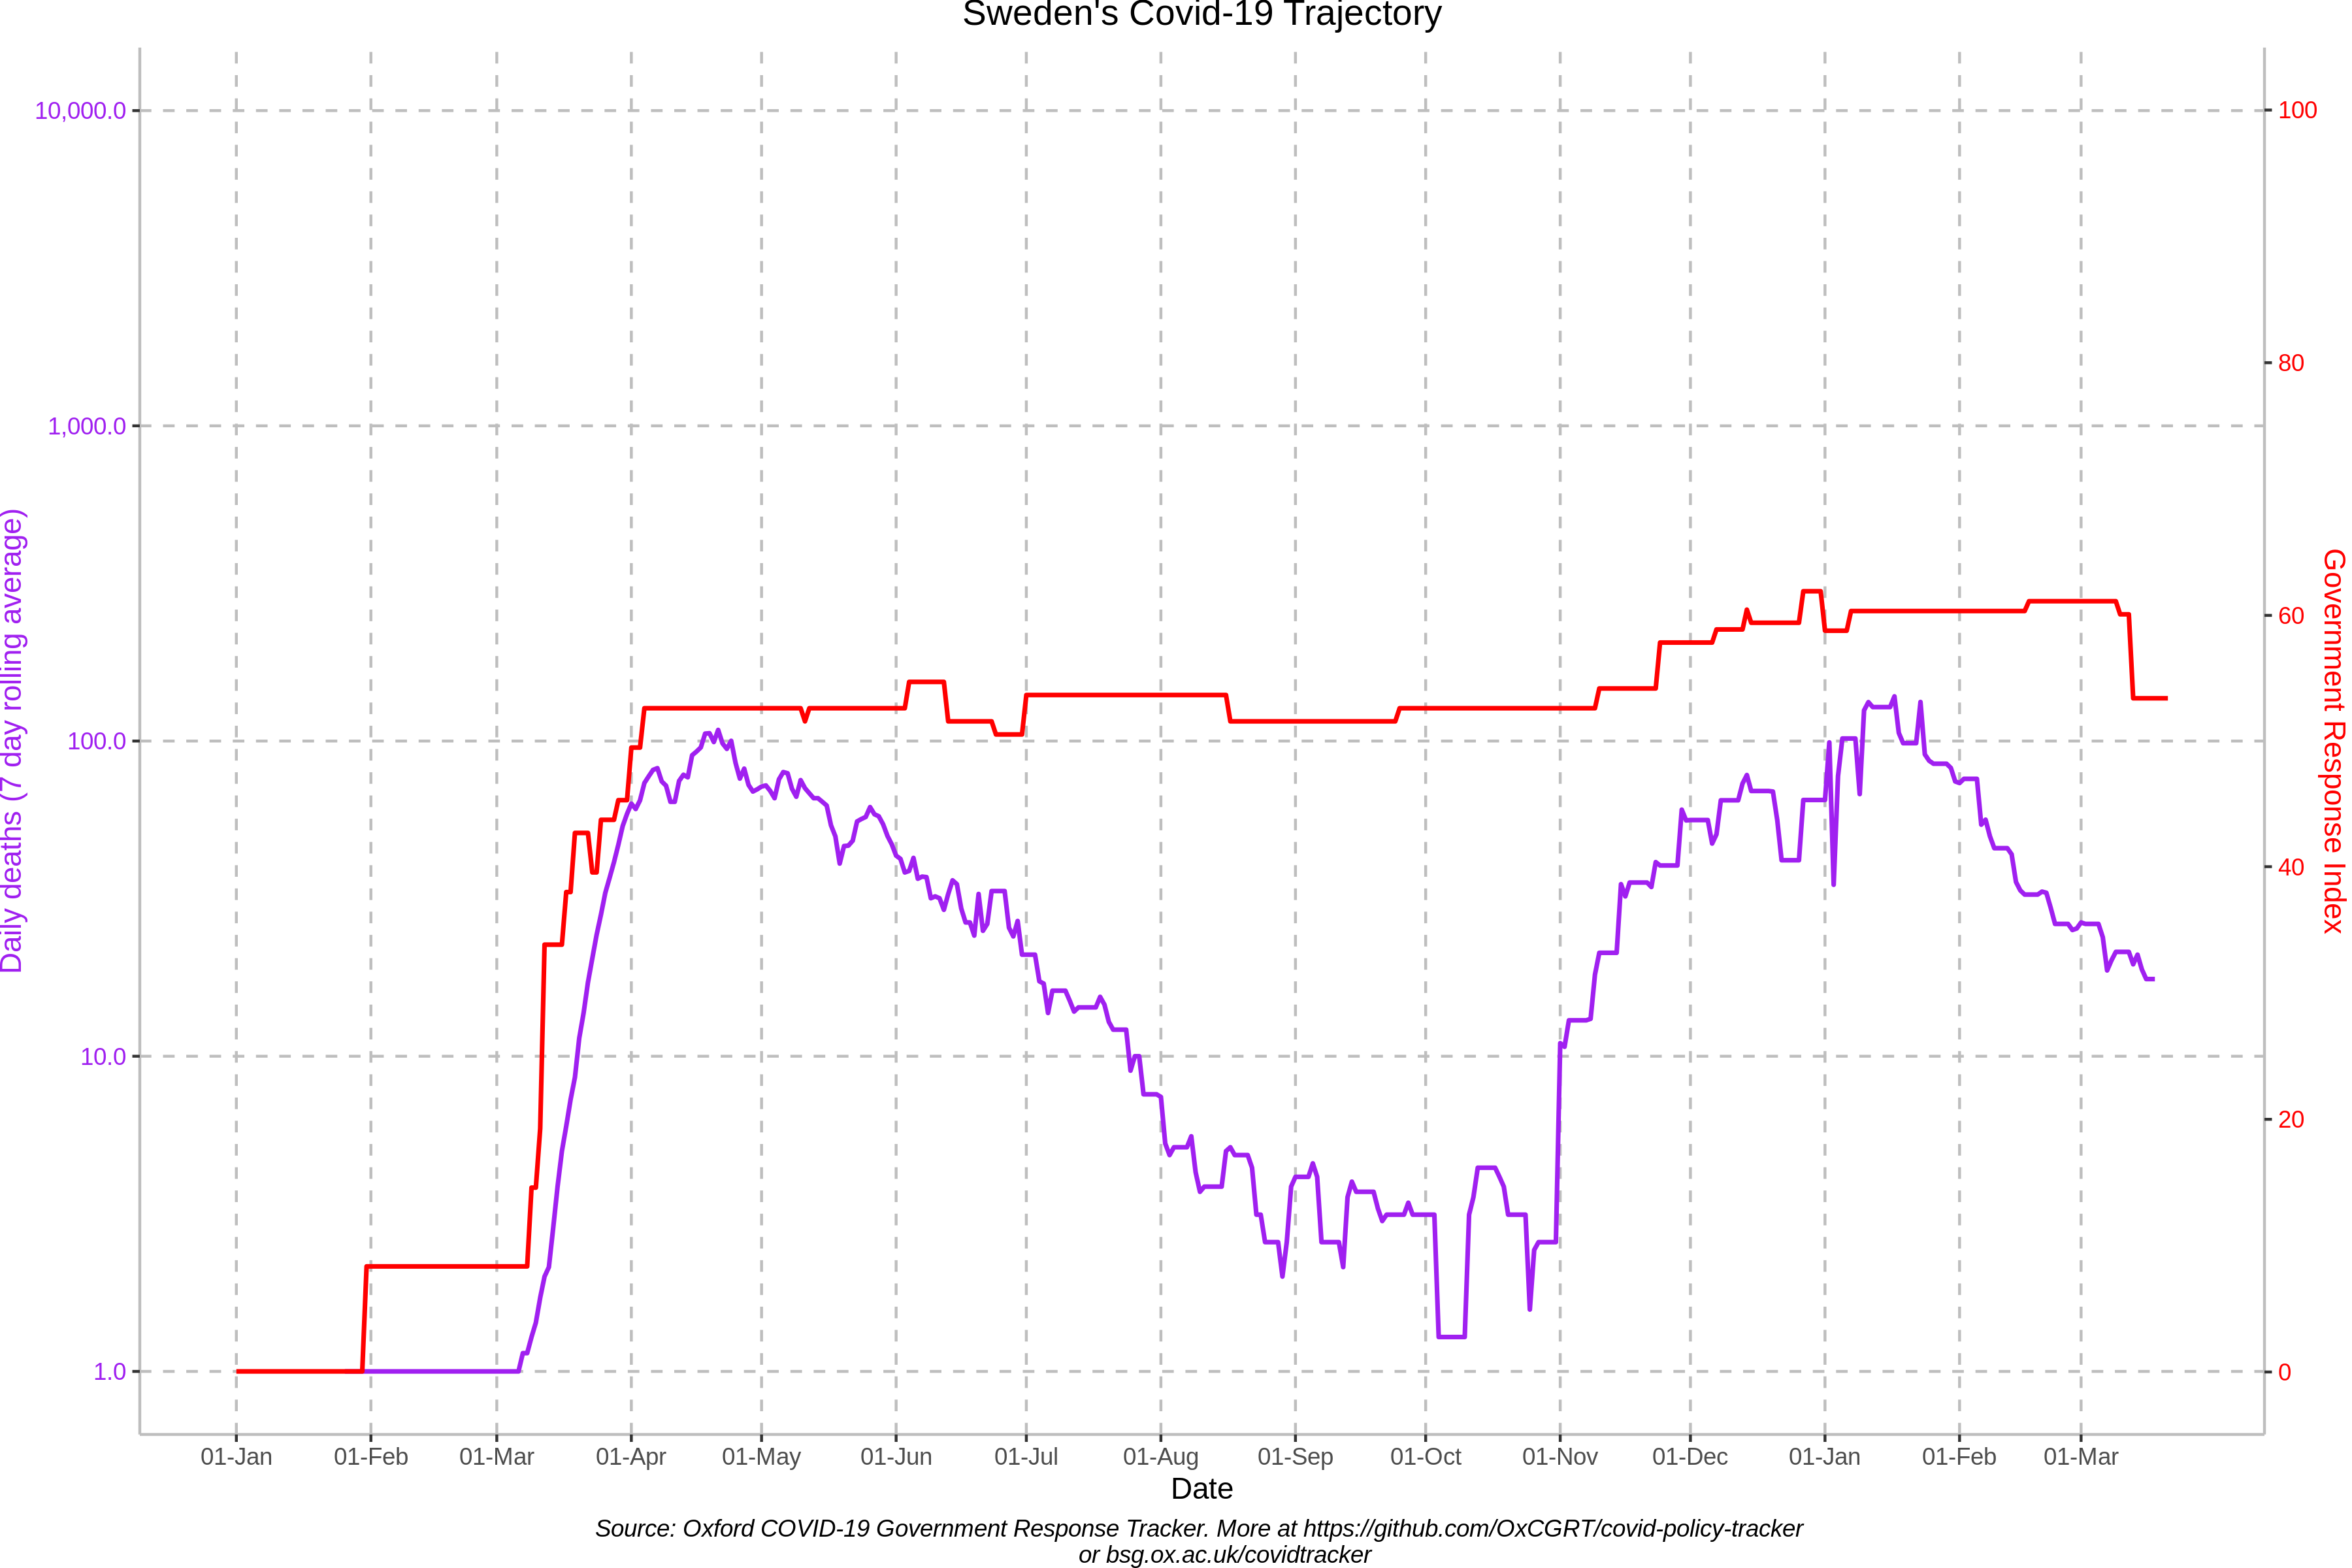 Sweden's Covid-19 Trajectory
Daily deaths (7 day rolling average)
10,000.0
1,000.0
100.0
10.0
1.0
100
80
60
40
20
0
Government Response Index
01-Jan
01-Feb
01-Mar
01-Apr
01-May
01-Jun
01-Jul
01-Aug
01-Sep
01-Oct
01-Nov
01-Dec
01-Jan
01-Feb
01-Mar
Date
Source: Oxford COVID-19 Government Response Tracker. More at https://github.com/OxCGRT/covid-policy-tracker
or bsg.ox.ac.uk/covidtracker